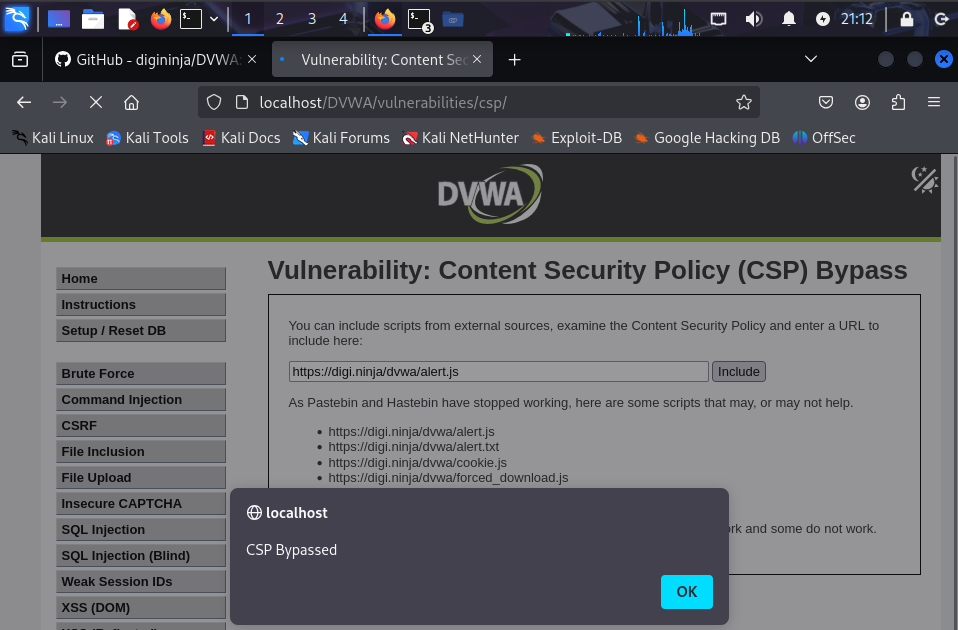 1 2 3 4
3
21:12
GitHub - digininja/DVWA:
Vulnerability: Content Sec
localhost/DVWA/vulnerabilities/csp/
Kali Linux Kali Tools Kali Docs Kali Forums Kali NetHunter Exploit-DB Google Hacking DB OffSec
DVWA
Vulnerability: Content Security Policy (CSP) Bypass
Home
Instructions
Setup / Reset DB
Brute Force
Command Injection
CSRF
File Inclusion
File Upload
Insecure CAPTCHA
SQL Injection
SQL Injection (Blind)
Weak Session IDs
XSS (DOM)
You can include scripts from external sources, examine the Content Security Policy and enter a URL to
include here:
https://digi.ninja/dvwa/alert.js Include
As Pastebin and Hastebin have stopped working, here are some scripts that may, or may not help.
https://digi.ninja/dvwa/alert.js
https://digi.ninja/dvwa/alert.txt
https://digi.ninja/dvwa/cookie.js
https://digi.ninja/dvwa/forced_download.js
and some do not work.
localhost
CSP Bypassed
OK